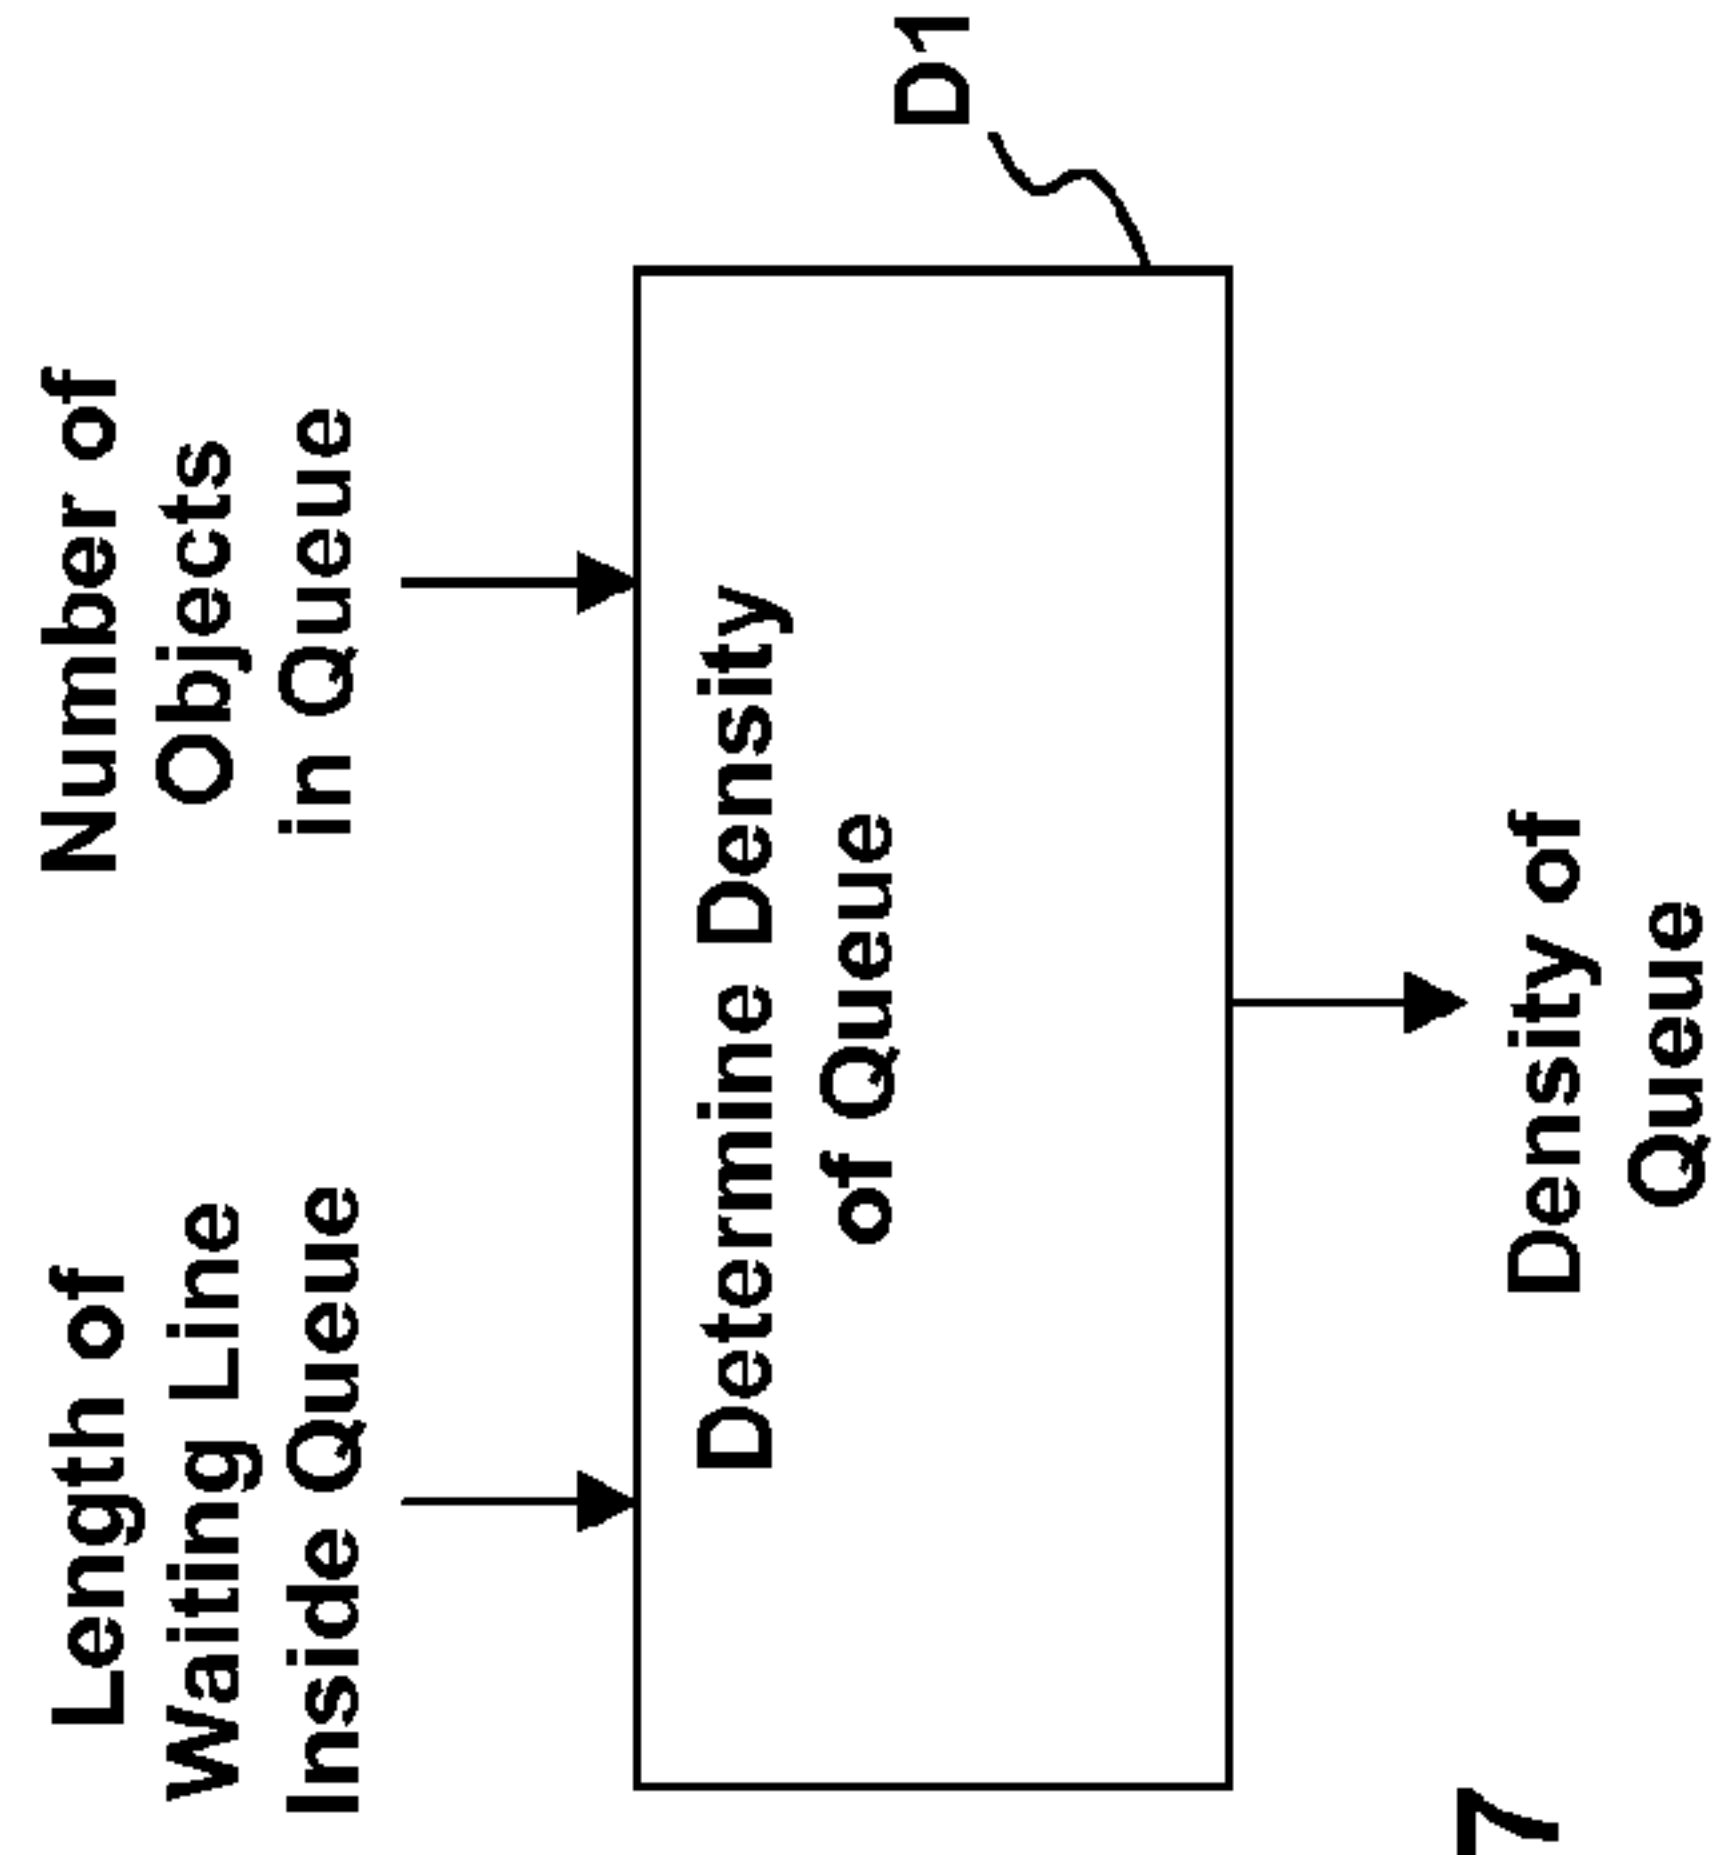 Length of
Waiting Line
Inside Queue
Number of
Objects
in Queue
Determine Density
of Queue
D1
Density of
Queue
7